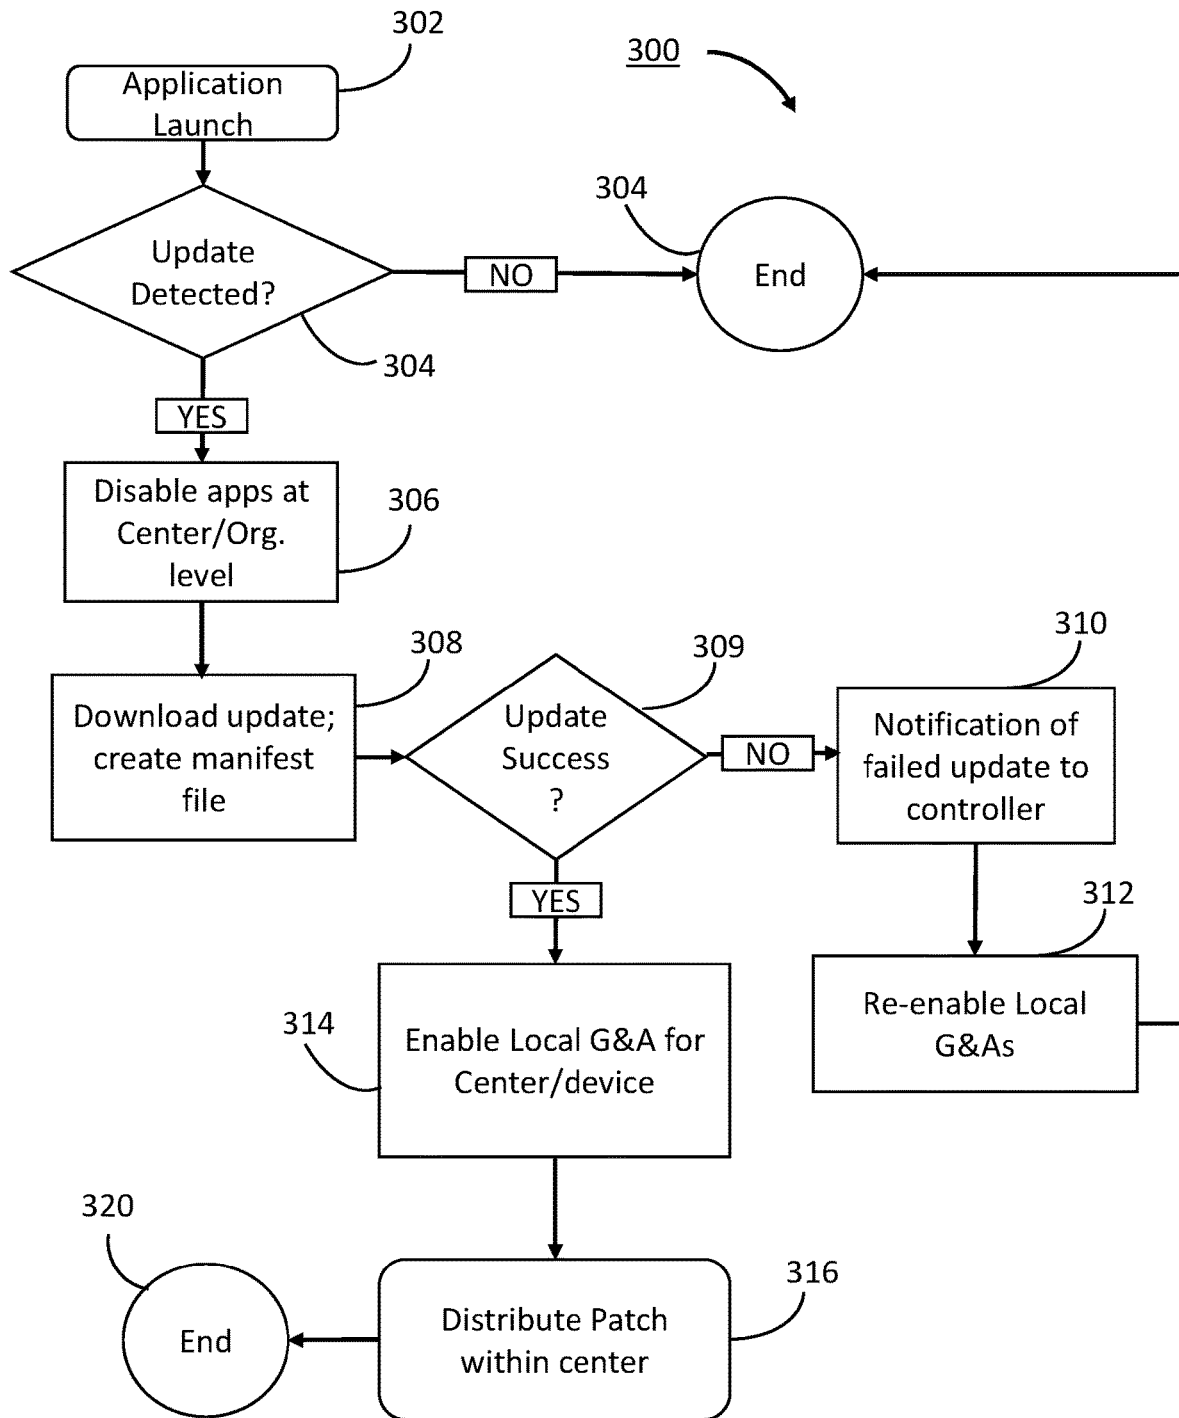 302
300
Application
Launch
304
Update
Detected?
NO
End
304
YES
Disable apps at
Center/Org.
level
306
308
309
310
Download update;
create manifest
file
Update
Success
?
NO
Notification of
failed update to
controller
YES
312
314
Enable Local G&A for
Center/device
Re-enable Local
G&As
320
316
End
Distribute Patch
within center